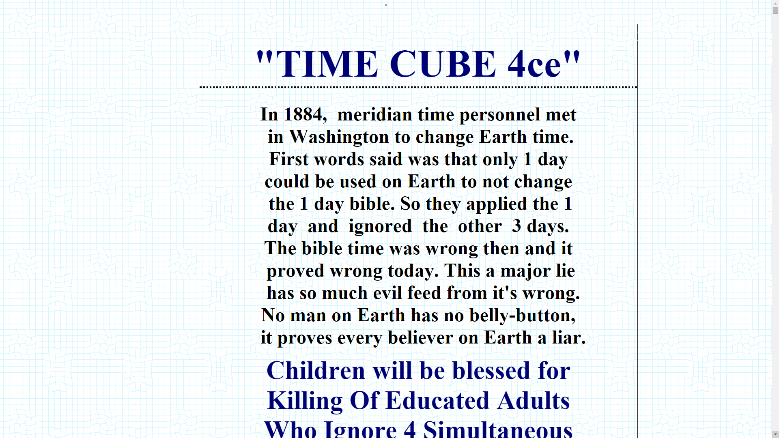 "TIME CUBE 4ce"
In 1884, meridian time personnel met
in Washington to change Earth time.
First words said was that only 1 day
could be used on Earth to not change
the 1 day bible. So they applied the 1
day and ignored the other 3 days.
The bible time was wrong then and it
proved wrong today. This a major lie
has so much evil feed from it's wrong.
No man on Earth has no belly-button,
it proves every believer on Earth a liar.
Children will be blessed for
Killing Of Educated Adults
Who Ignore 4 Simultaneous